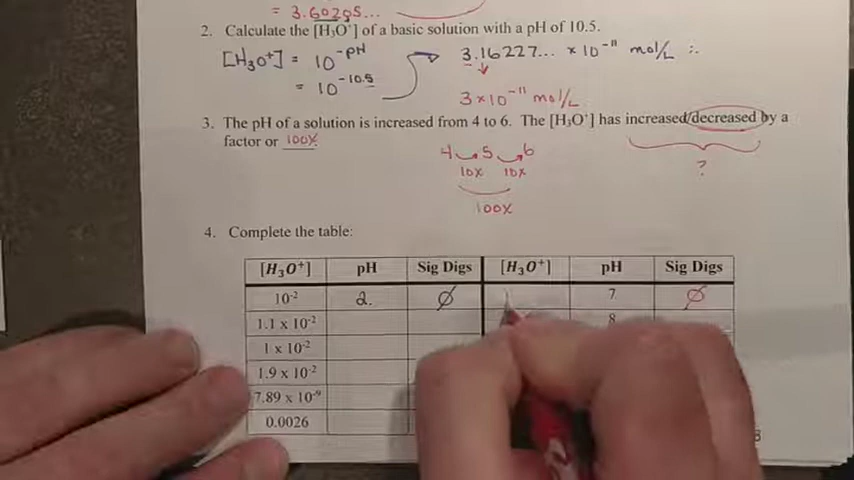 = 3.60205...
2. Calculate the [H₃O⁺] of a basic solution with a pH of 10.5.
[H₃O⁺] = 10^-pH
= 10^-10.5
3.16227... × 10⁻¹¹ mol/L ∴
3 × 10⁻¹¹ mol/L
3. The pH of a solution is increased from 4 to 6. The [H₃O⁺] has increased/decreased by a
factor or 100X
4 5 6
10X 10X
100X
?
4. Complete the table:
[H₃O⁺] pH Sig Digs [H₃O⁺] pH Sig Digs
10⁻² 2. Ø 7 Ø
1.1 x 10⁻² 8
1 x 10⁻²
1.9 x 10⁻²
7.89 x 10⁻⁹
0.0026